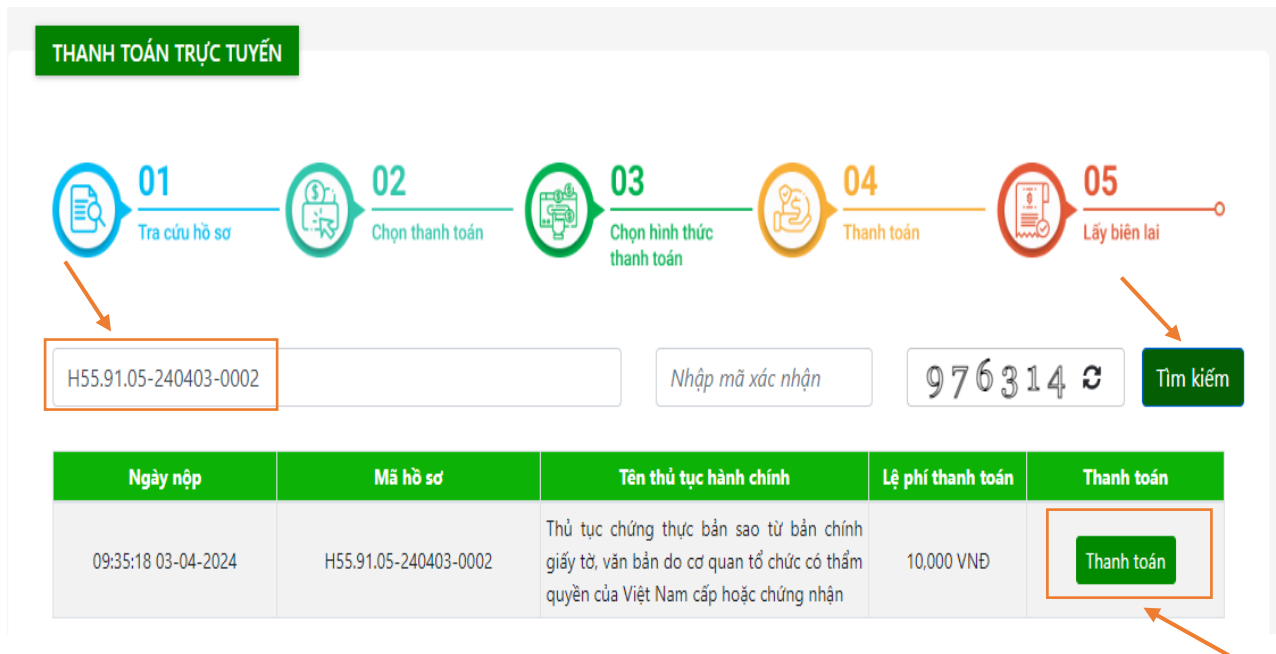 THANH TOÁN TRỰC TUYẾN
01
Tra cứu hồ sơ
02
Chọn thanh toán
03
Chọn hình thức
thanh toán
04
Thanh toán
05
Lấy biên lai
H55.91.05-240403-0002
Nhập mã xác nhận
976314
Tìm kiếm
Ngày nộp
Mã hồ sơ
Tên thủ tục hành chính
Lệ phí thanh toán
Thanh toán
09:35:18 03-04-2024
H55.91.05-240403-0002
Thủ tục chứng thực bản sao từ bản chính
giấy tờ, văn bản do cơ quan tổ chức có thẩm
quyền của Việt Nam cấp hoặc chứng nhận
10,000 VNĐ
Thanh toán